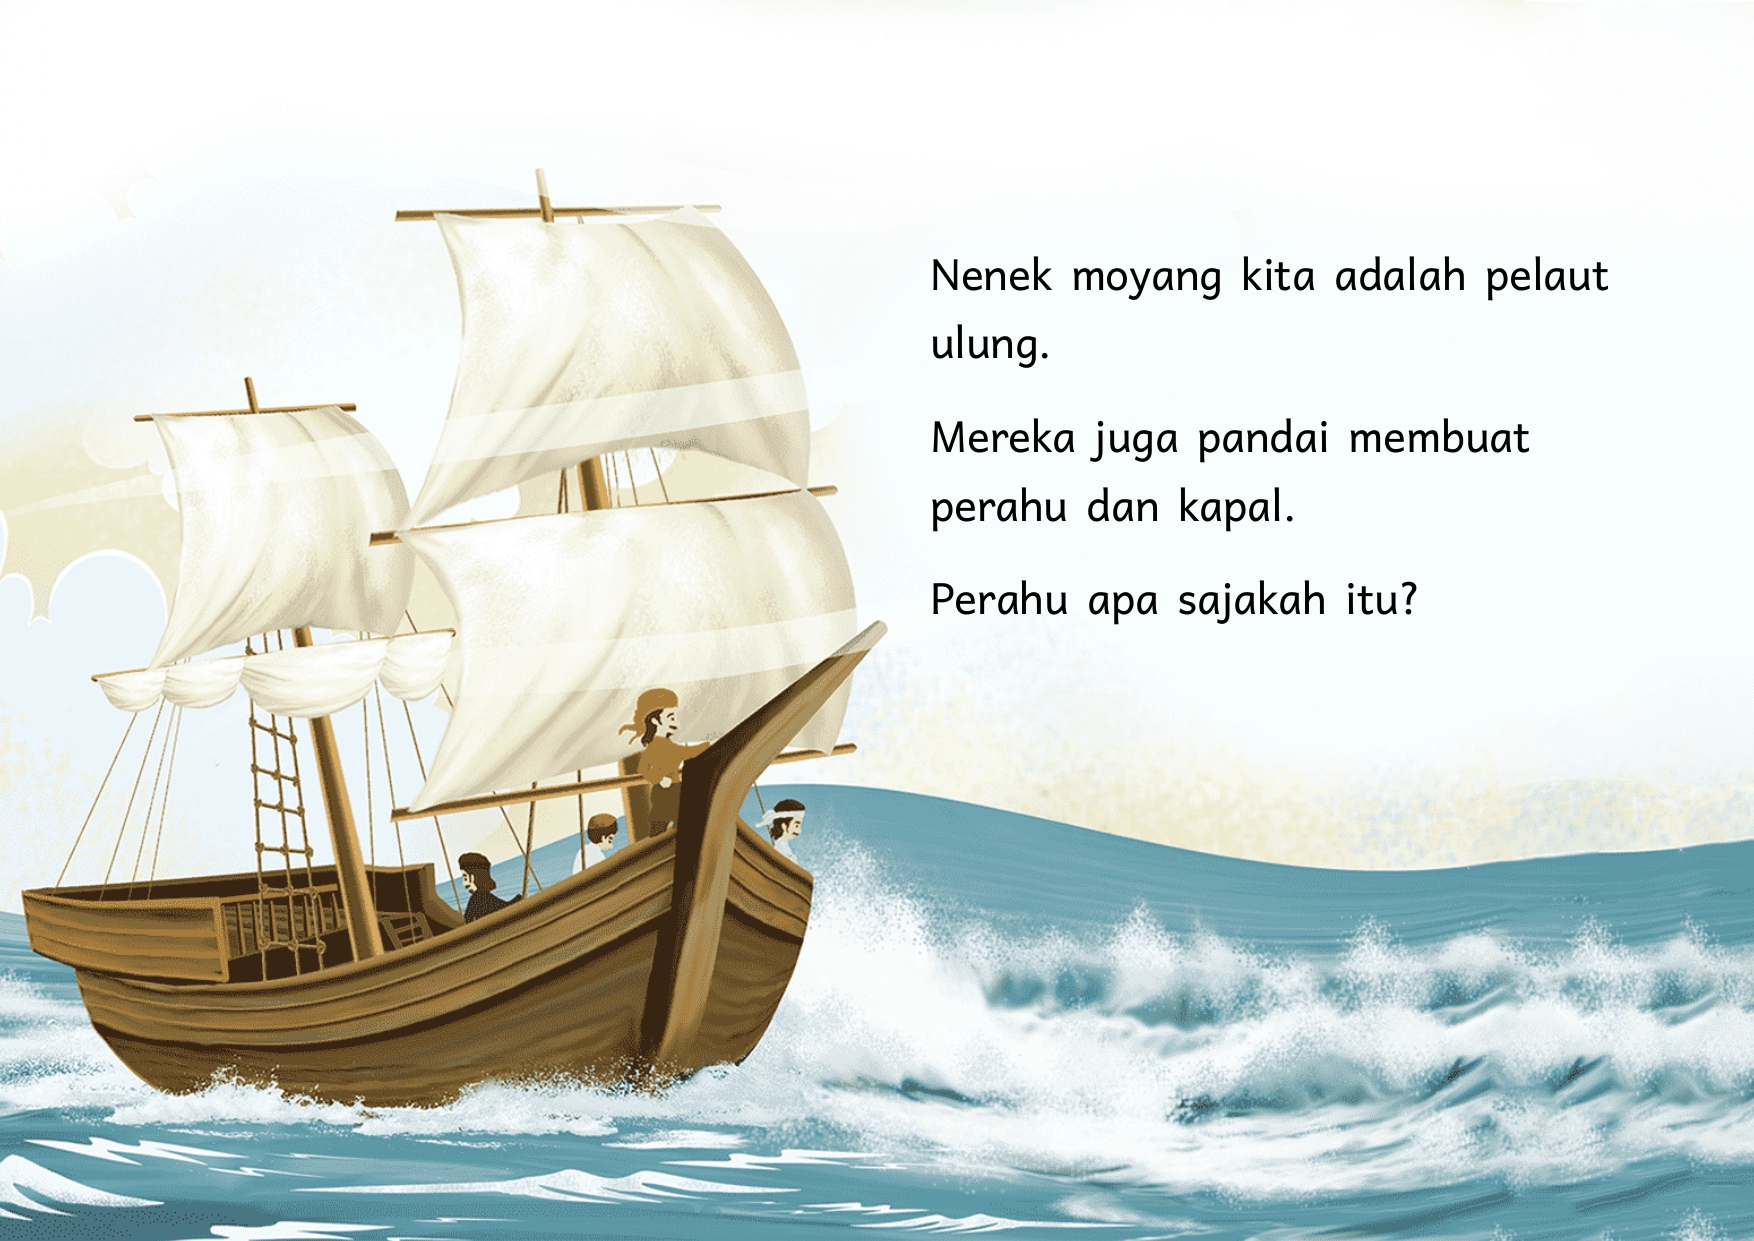 Nenek moyang kita adalah pelaut
ulung.
Mereka juga pandai membuat
perahu dan kapal.
Perahu apa sajakah itu?